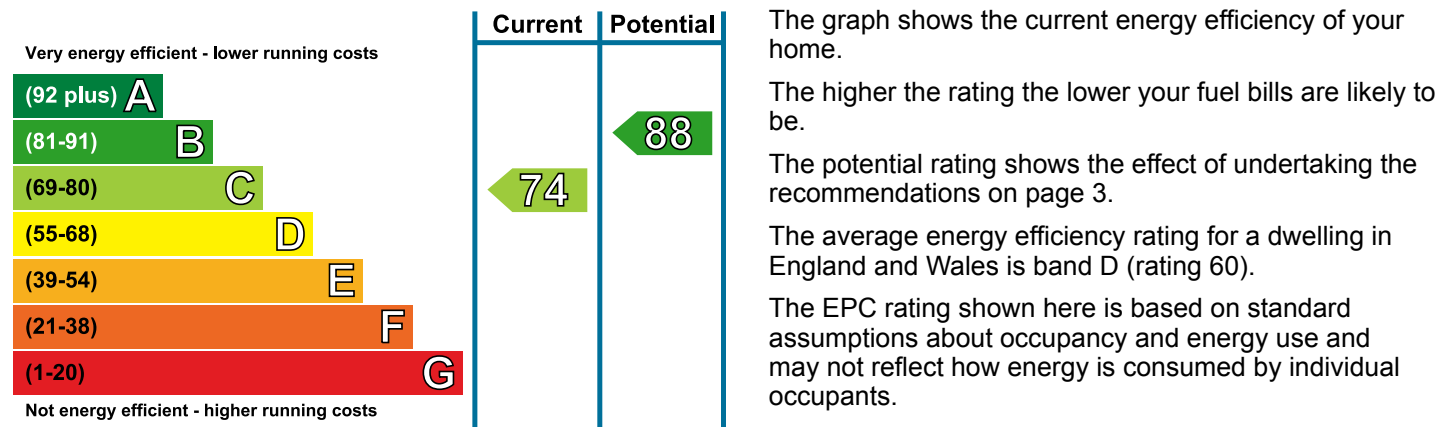 Current Potential
Very energy efficient - lower running costs
(92 plus) A
(81-91) B
88
(69-80) C
74
(55-68) D
(39-54) E
(21-38) F
(1-20) G
Not energy efficient - higher running costs
The graph shows the current energy efficiency of your
home.
The higher the rating the lower your fuel bills are likely to
be.
The potential rating shows the effect of undertaking the
recommendations on page 3.
The average energy efficiency rating for a dwelling in
England and Wales is band D (rating 60).
The EPC rating shown here is based on standard
assumptions about occupancy and energy use and
may not reflect how energy is consumed by individual
occupants.